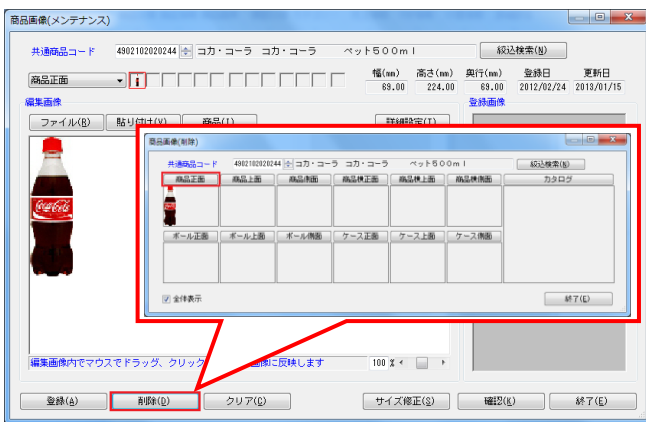 商品画像(メンテナンス)
共通商品コード 4902102020244 コカ・コーラ コカ・コーラ ペット500ml 絞込検索(N)
商品正面 i 幅(mm) 高さ(mm) 奥行(mm) 登録日 更新日
69.00 224.00 69.00 2012/02/24 2013/01/15
編集画像 登録画像
ファイル(R) 貼り付け(V) 商品(I) 詳細設定(T)
商品画像(削除)
共通商品コード 4902102020244 コカ・コーラ コカ・コーラ ペット500ml 絞込検索(N)
商品正面 商品上面 商品側面 商品横正面 商品横上面 商品横側面 カタログ
Coca-Cola
ボール正面 ボール上面 ボール側面 ケース正面 ケース上面 ケース側面
全体表示 終了(E)
編集画像内でマウスでドラッグ、クリック 画像に反映します 100 %
登録(A) 削除(D) クリア(C) サイズ修正(S) 確認(K) 終了(E)